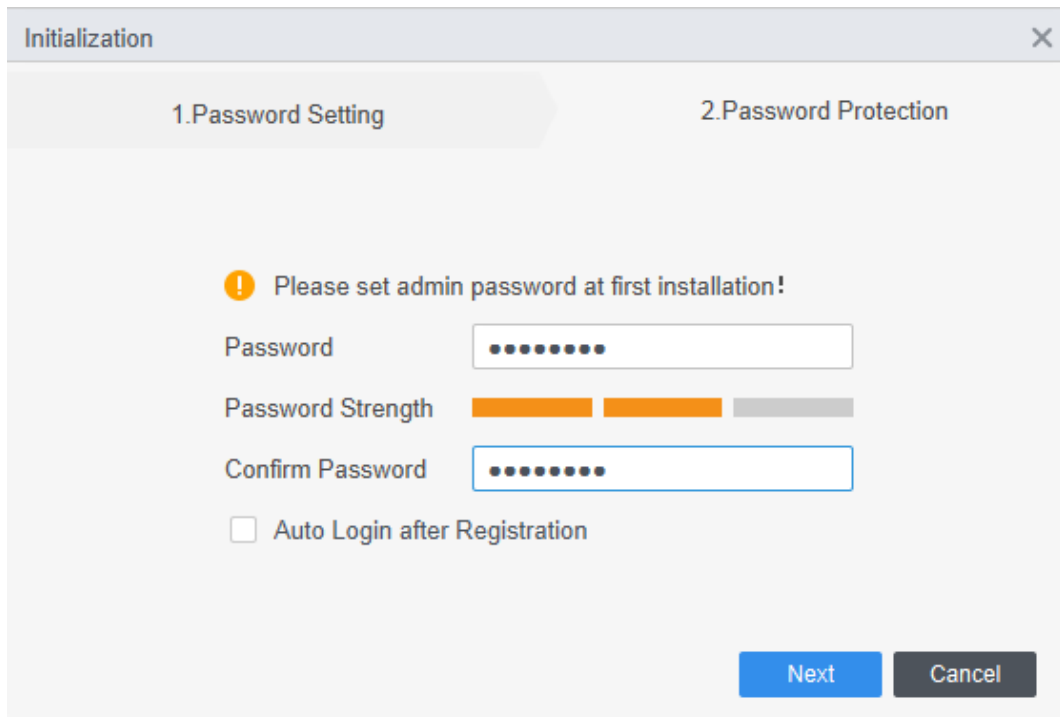 Initialization
1.Password Setting
2.Password Protection
Please set admin password at first installation!
Password
Password Strength
Confirm Password
Auto Login after Registration
Next
Cancel